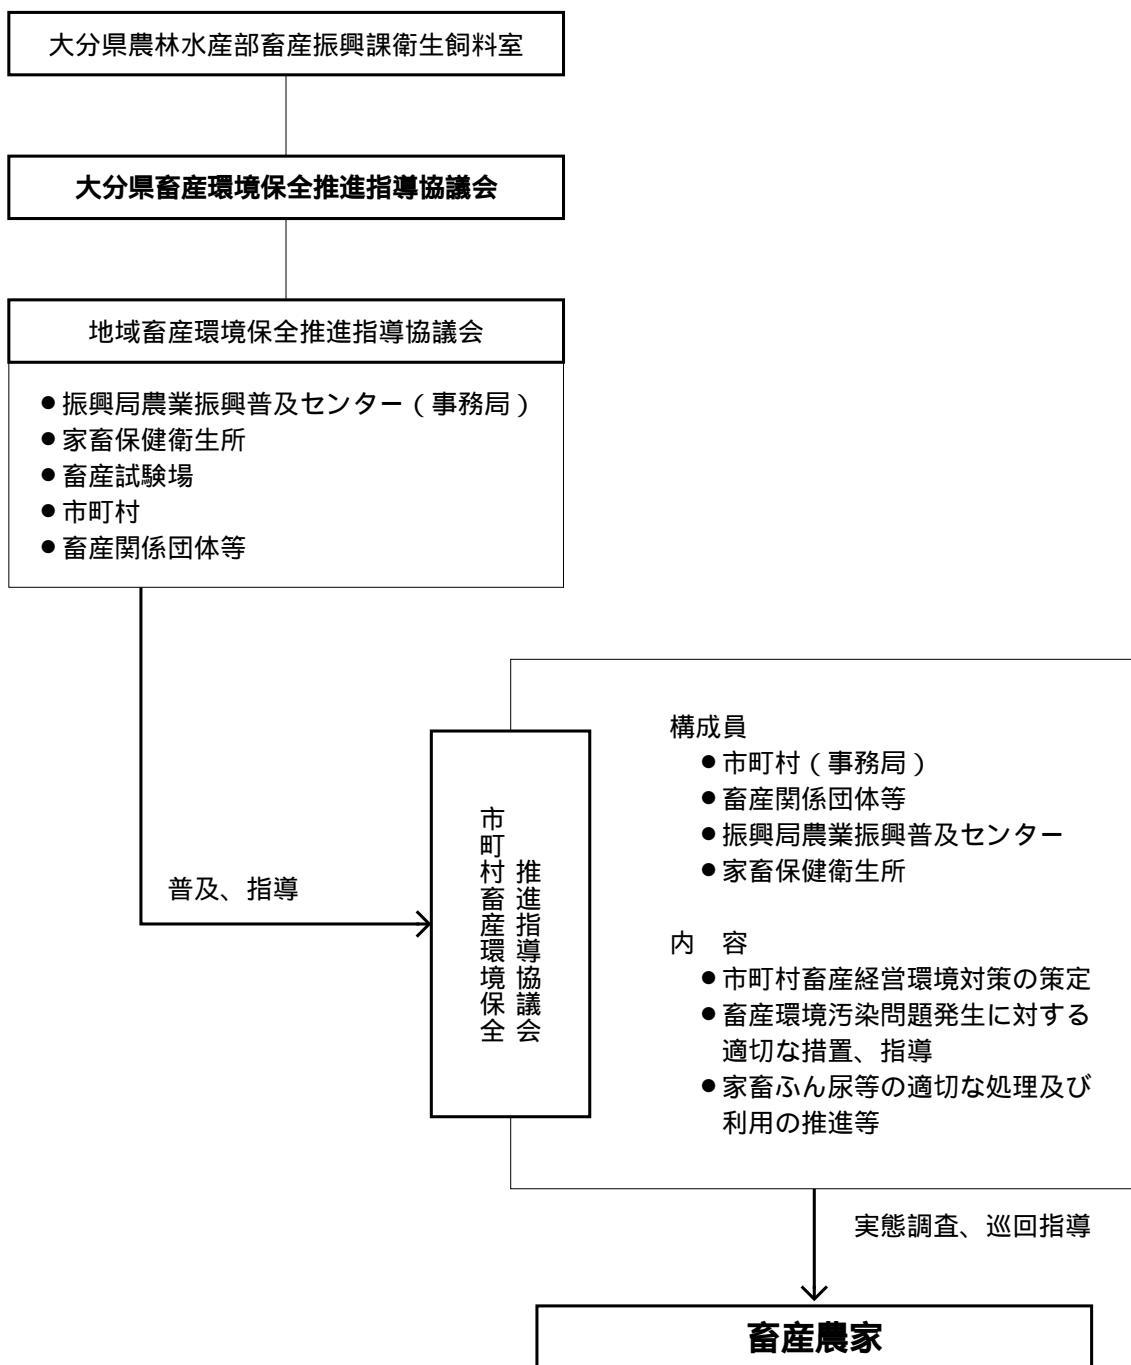 大分県農林水産部畜産振興課衛生飼料室
大分県畜産環境保全推進指導協議会
地域畜産環境保全推進指導協議会
●振興局農業振興普及センター（事務局）
●家畜保健衛生所
●畜産試験場
●市町村
●畜産関係団体等
普及、指導
市町村畜産環境保全
推進指導協議会
構成員
●市町村（事務局）
●畜産関係団体等
●振興局農業振興普及センター
●家畜保健衛生所
内　容
●市町村畜産経営環境対策の策定
●畜産環境汚染問題発生に対する
適切な措置、指導
●家畜ふん尿等の適切な処理及び
利用の推進等
実態調査、巡回指導
畜産農家